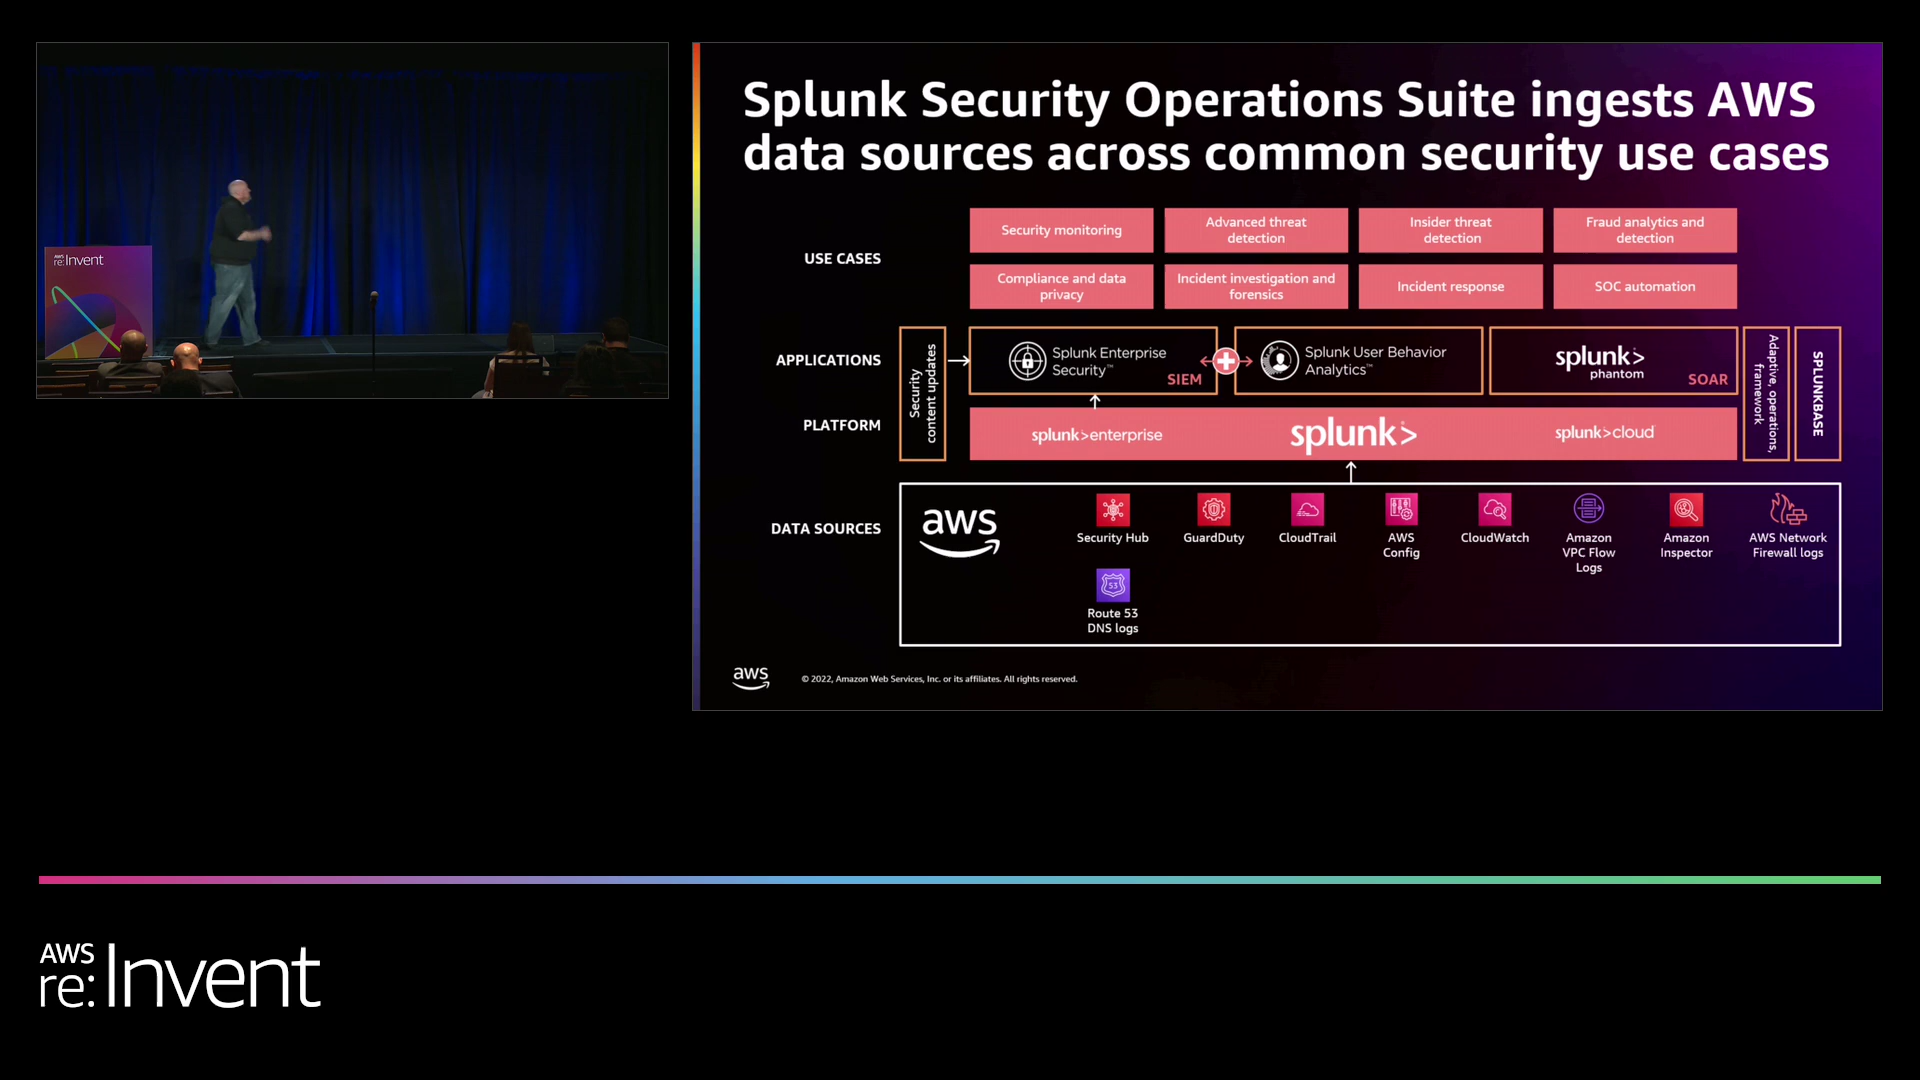 AWS
re:Invent
Splunk Security Operations Suite ingests AWS
data sources across common security use cases
USE CASES
Security monitoring
Advanced threat
detection
Insider threat
detection
Fraud analytics and
detection
Compliance and data
privacy
Incident investigation and
forensics
Incident response
SOC automation
APPLICATIONS
Security
content updates
Splunk Enterprise
Security™
SIEM
Splunk User Behavior
Analytics™
splunk>
phantom
SOAR
Adaptive, operations,
framework
SPLUNKBASE
PLATFORM
splunk>enterprise
splunk>
splunk>cloud
DATA SOURCES
aws
Security Hub
GuardDuty
CloudTrail
AWS
Config
CloudWatch
Amazon
VPC Flow
Logs
Amazon
Inspector
AWS Network
Firewall logs
53
Route 53
DNS logs
aws
© 2022, Amazon Web Services, Inc. or its affiliates. All rights reserved.
AWS
re:Invent